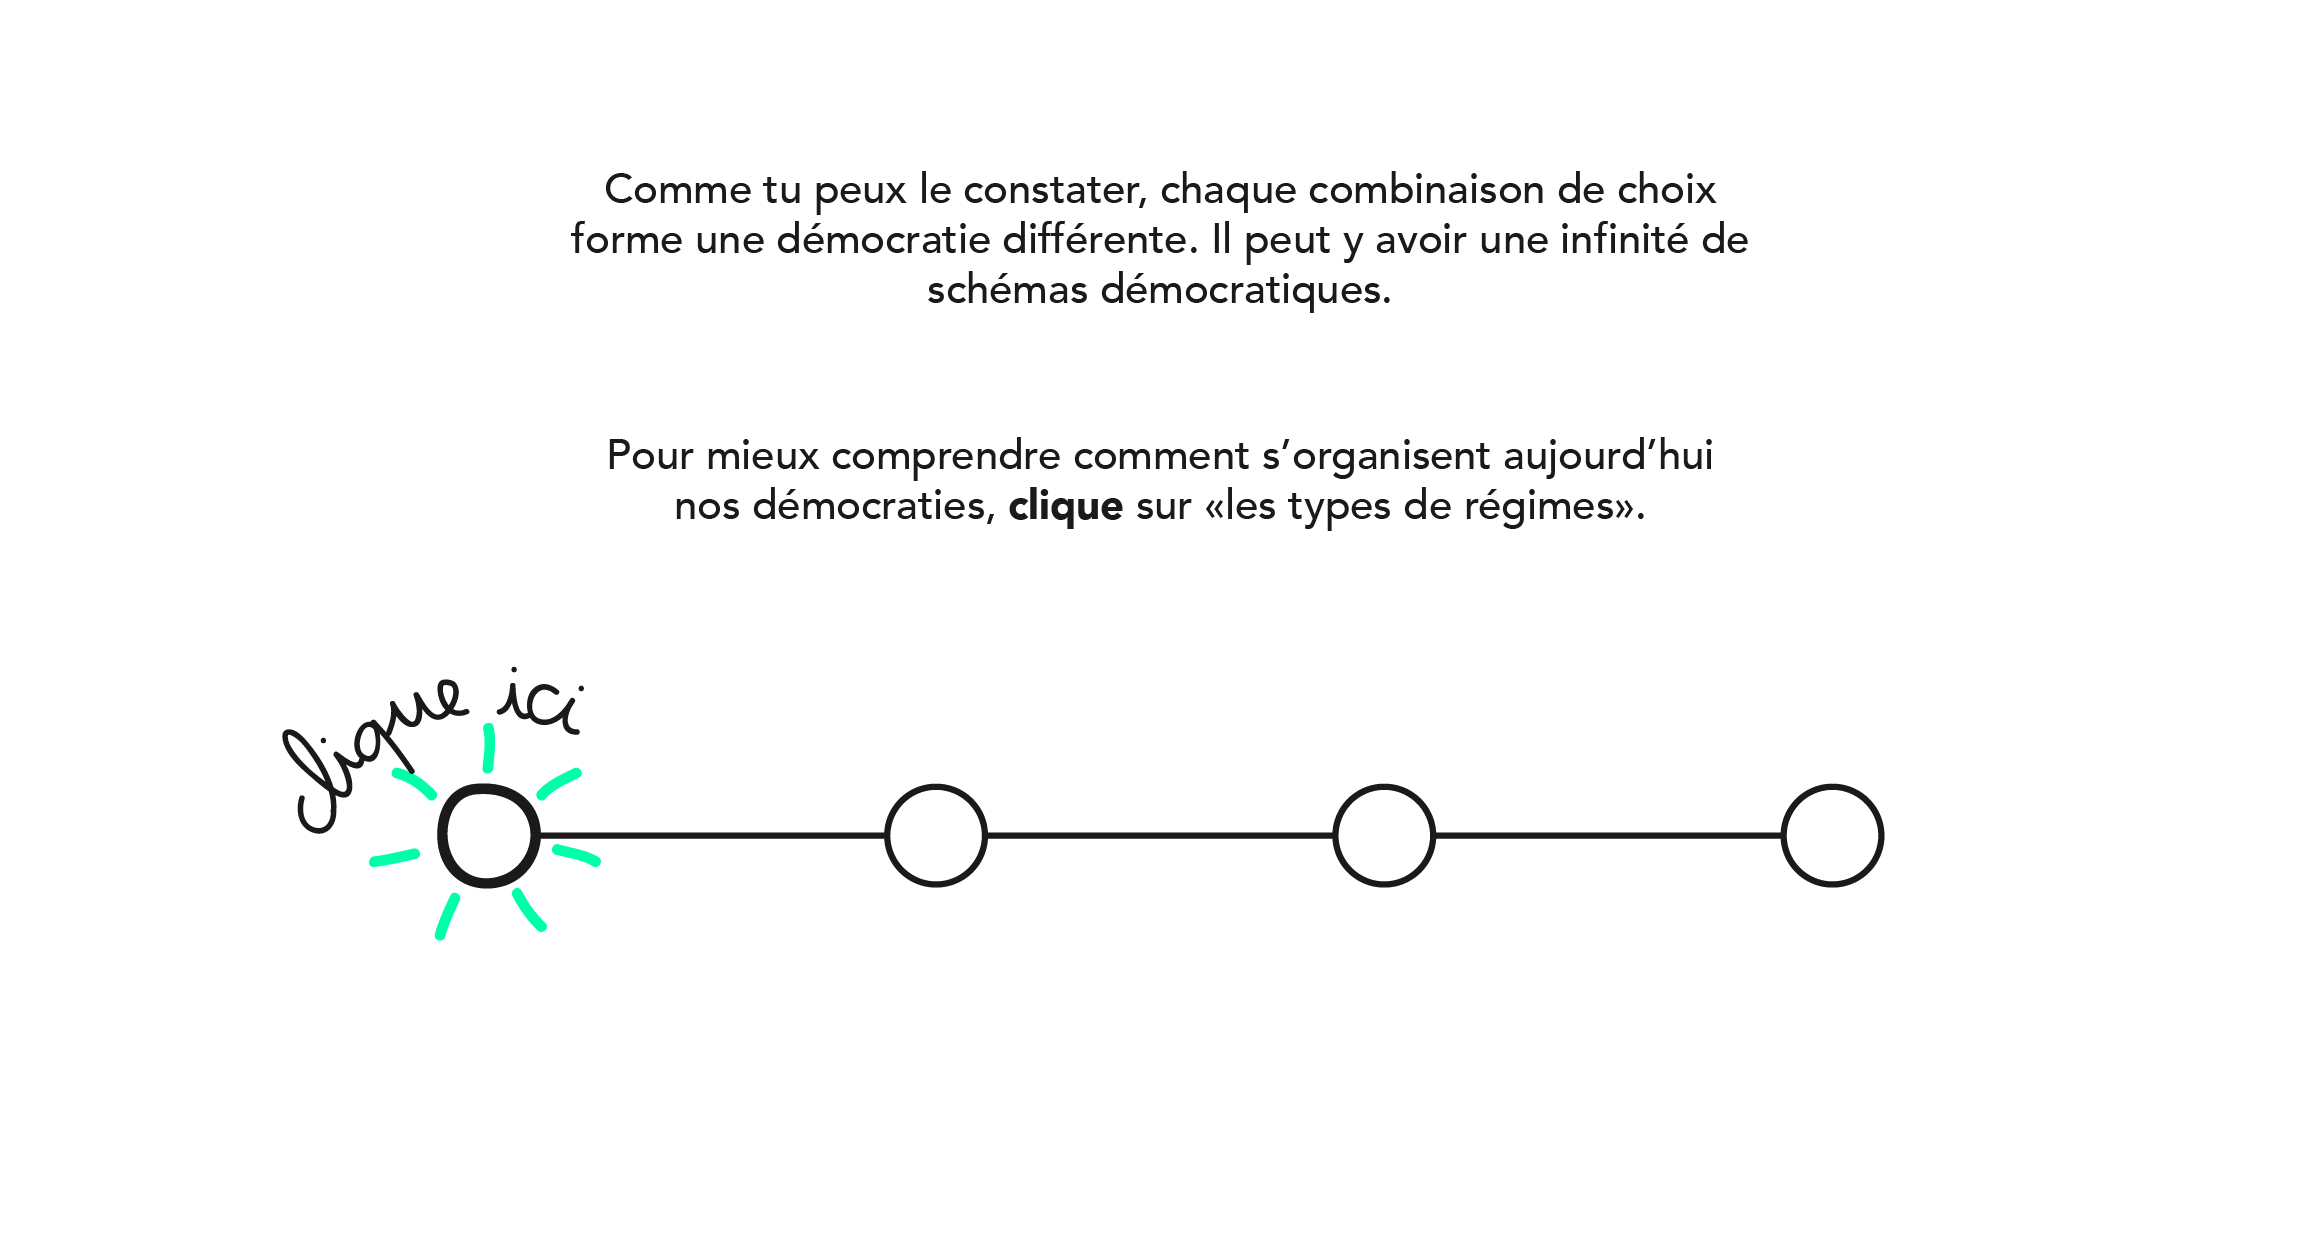 Comme tu peux le constater, chaque combinaison de choix
forme une démocratie différente. Il peut y avoir une infinité de
schémas démocratiques.
Pour mieux comprendre comment s’organisent aujourd’hui
nos démocraties, clique sur «les types de régimes».
clique ici